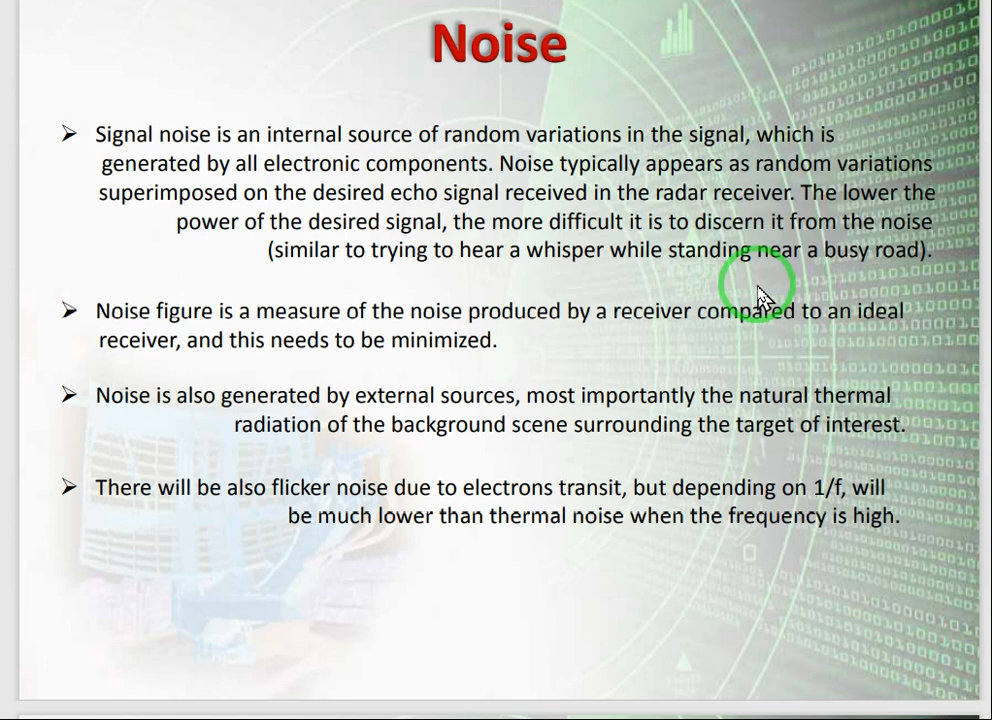 Noise
➤ Signal noise is an internal source of random variations in the signal, which is
generated by all electronic components. Noise typically appears as random variations
superimposed on the desired echo signal received in the radar receiver. The lower the
power of the desired signal, the more difficult it is to discern it from the noise
(similar to trying to hear a whisper while standing near a busy road).
➤ Noise figure is a measure of the noise produced by a receiver compared to an ideal
receiver, and this needs to be minimized.
➤ Noise is also generated by external sources, most importantly the natural thermal
radiation of the background scene surrounding the target of interest.
➤ There will be also flicker noise due to electrons transit, but depending on 1/f, will
be much lower than thermal noise when the frequency is high.